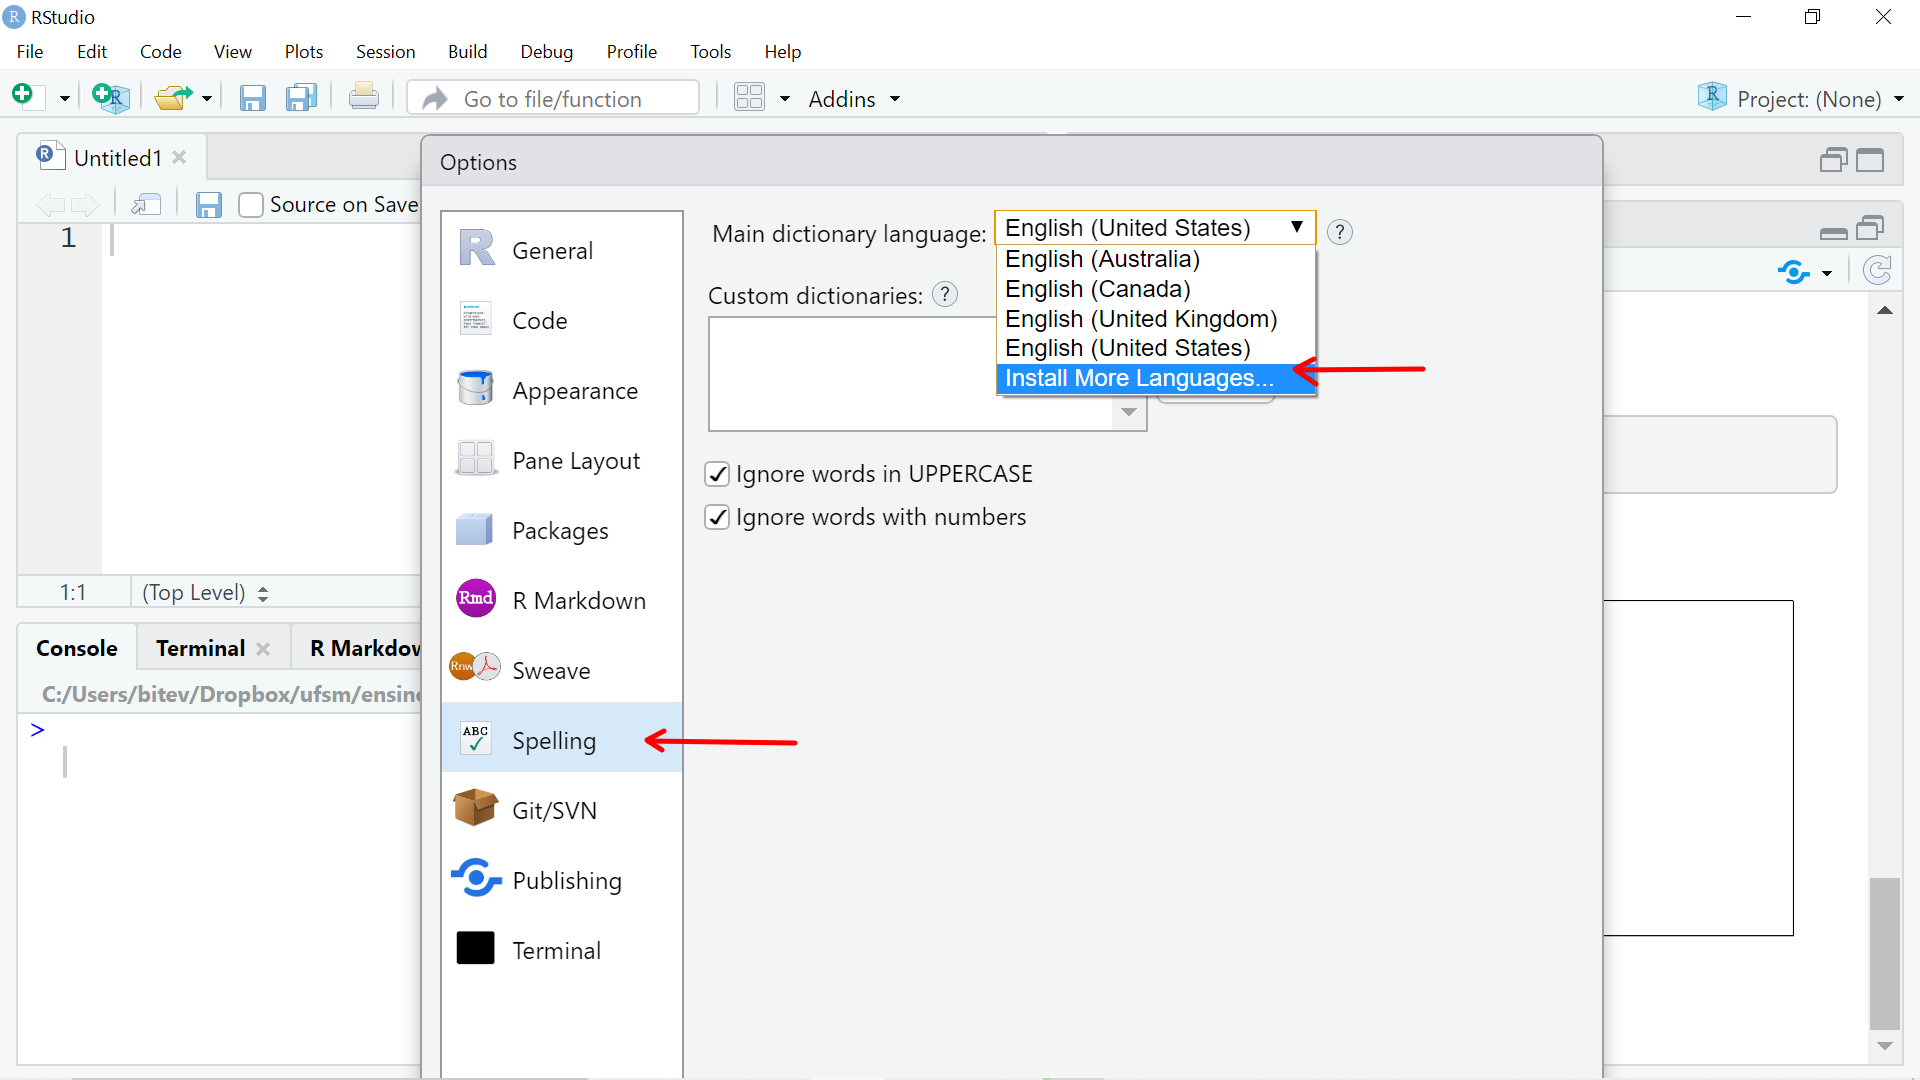 RStudio
File Edit Code View Plots Session Build Debug Profile Tools Help
Go to file/function Addins Project: (None)
Untitled1
Source on Save
1
1:1 (Top Level)
Console Terminal R Markdow
C:/Users/bitev/Dropbox/ufsm/ensin
>
Options
General
Code
Appearance
Pane Layout
Packages
Rmd R Markdown
Rnw Sweave
ABC Spelling
Git/SVN
Publishing
Terminal
Main dictionary language: English (United States) ?
English (Australia)
English (Canada)
English (United Kingdom)
English (United States)
Install More Languages...
Custom dictionaries: ?
Ignore words in UPPERCASE
Ignore words with numbers